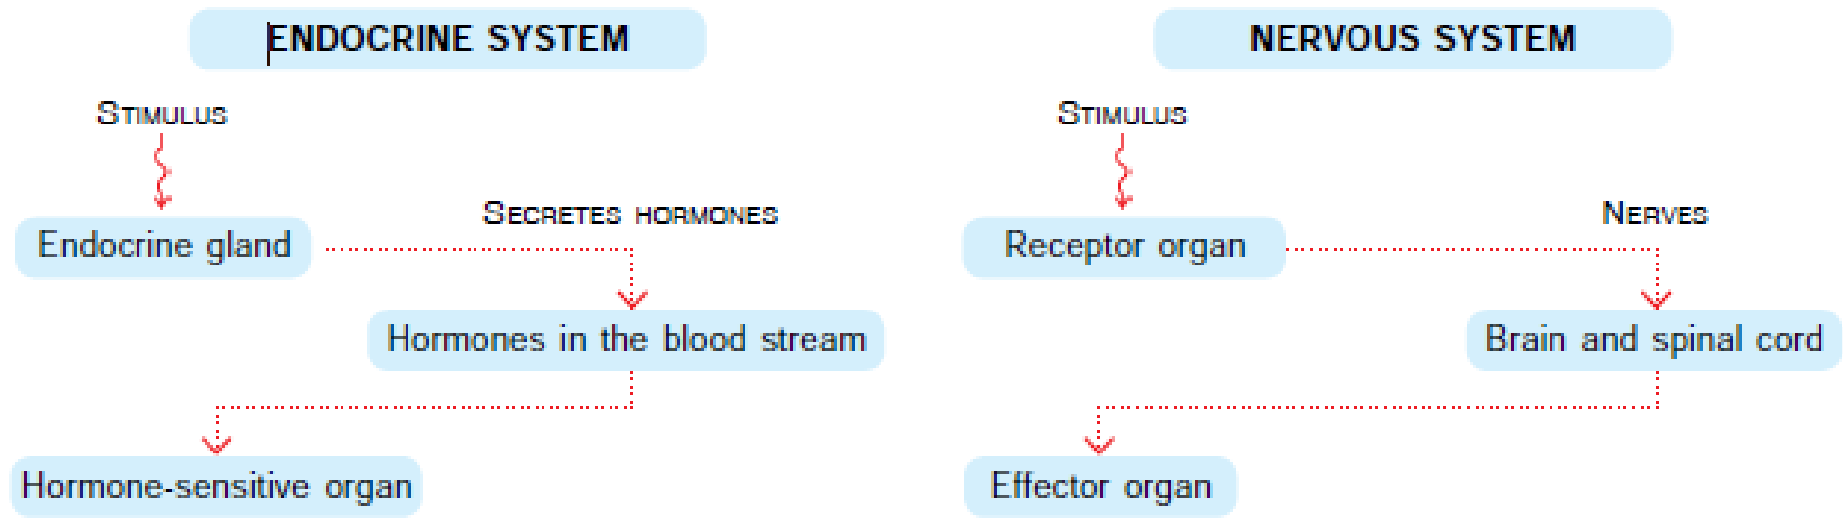 ENDOCRINE SYSTEM
STIMULUS
SECRETES HORMONES
Endocrine gland
Hormones in the blood stream
Hormone-sensitive organ
NERVOUS SYSTEM
STIMULUS
NERVES
Receptor organ
Brain and spinal cord
Effector organ